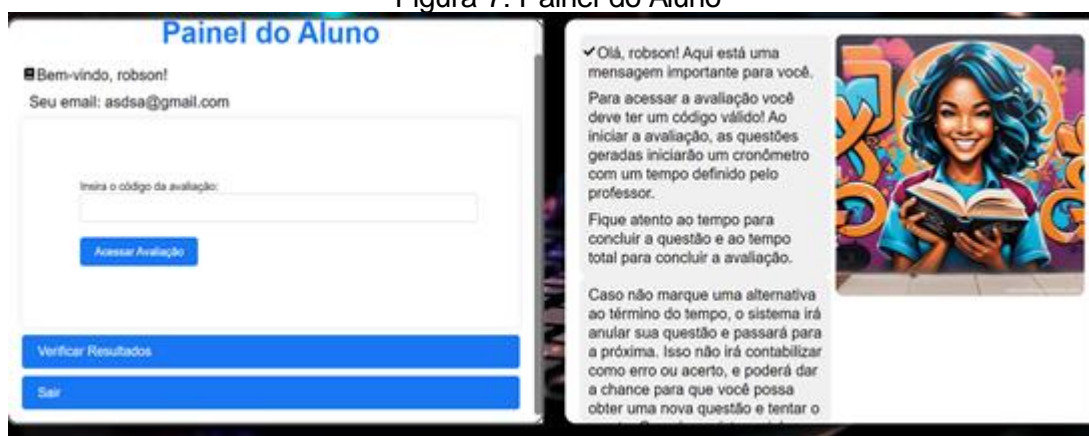 Figura 7: Painel do Aluno
Painel do Aluno
Bem-vindo, robson!
Seu email: asdsa@gmail.com
Insira o código da avaliação:
Acessar Avaliação
Verificar Resultados
Sair
Olá, robson! Aqui está uma
mensagem importante para você.
Para acessar a avaliação você
deve ter um código válido! Ao
iniciar a avaliação, as questões
geradas iniciarão um cronômetro
com um tempo definido pelo
professor.
Fique atento ao tempo para
concluir a questão e ao tempo
total para concluir a avaliação.
Caso não marque uma alternativa
ao término do tempo, o sistema irá
anular sua questão e passará para
a próxima. Isso não irá contabilizar
como erro ou acerto, e poderá dar
a chance para que você possa
obter uma nova questão e tentar o